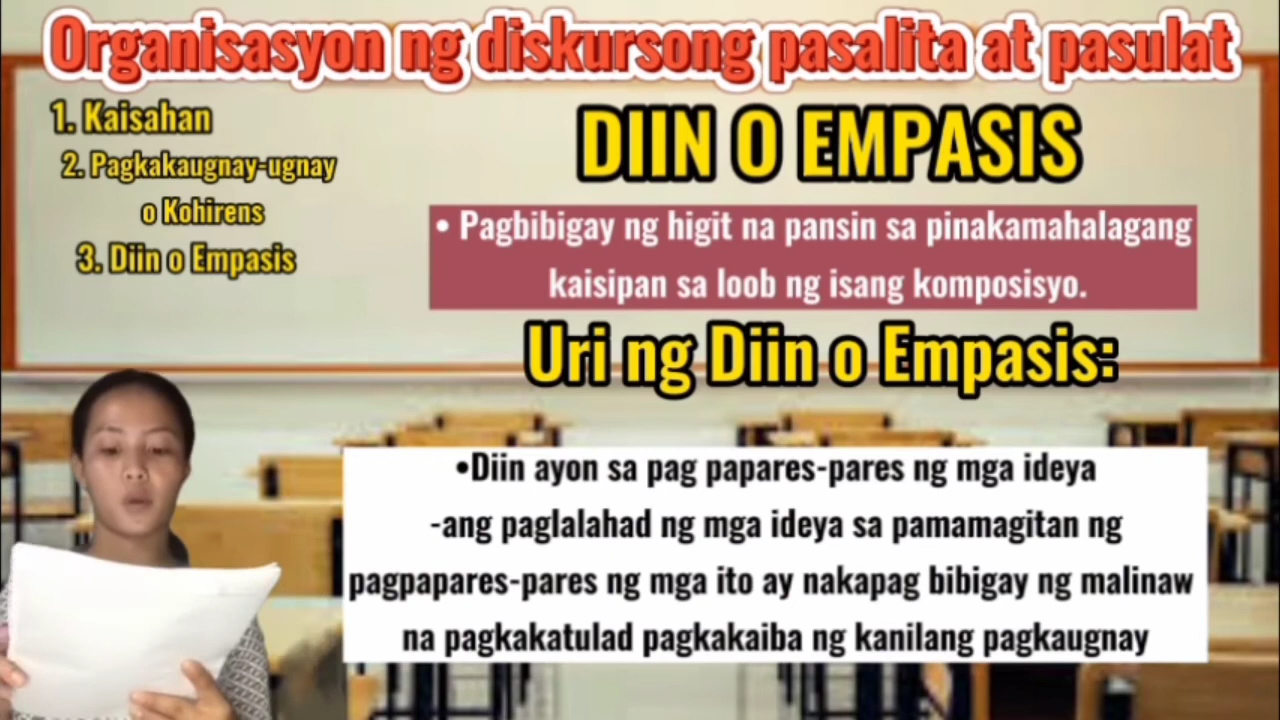 Organisasyon ng diskursong pasalita at pasulat
1. Kaisahan
2. Pagkakaugnay-ugnay
o Kohirens
3. Diin o Empasis
DIIN O EMPASIS
• Pagbibigay ng higit na pansin sa pinakamahalagang
kaisipan sa loob ng isang komposisyo.
Uri ng Diin o Empasis:
•Diin ayon sa pag papares-pares ng mga ideya
-ang paglalahad ng mga ideya sa pamamagitan ng
pagpapares-pares ng mga ito ay nakapag bibigay ng malinaw
na pagkakatulad pagkakaiba ng kanilang pagkaugnay